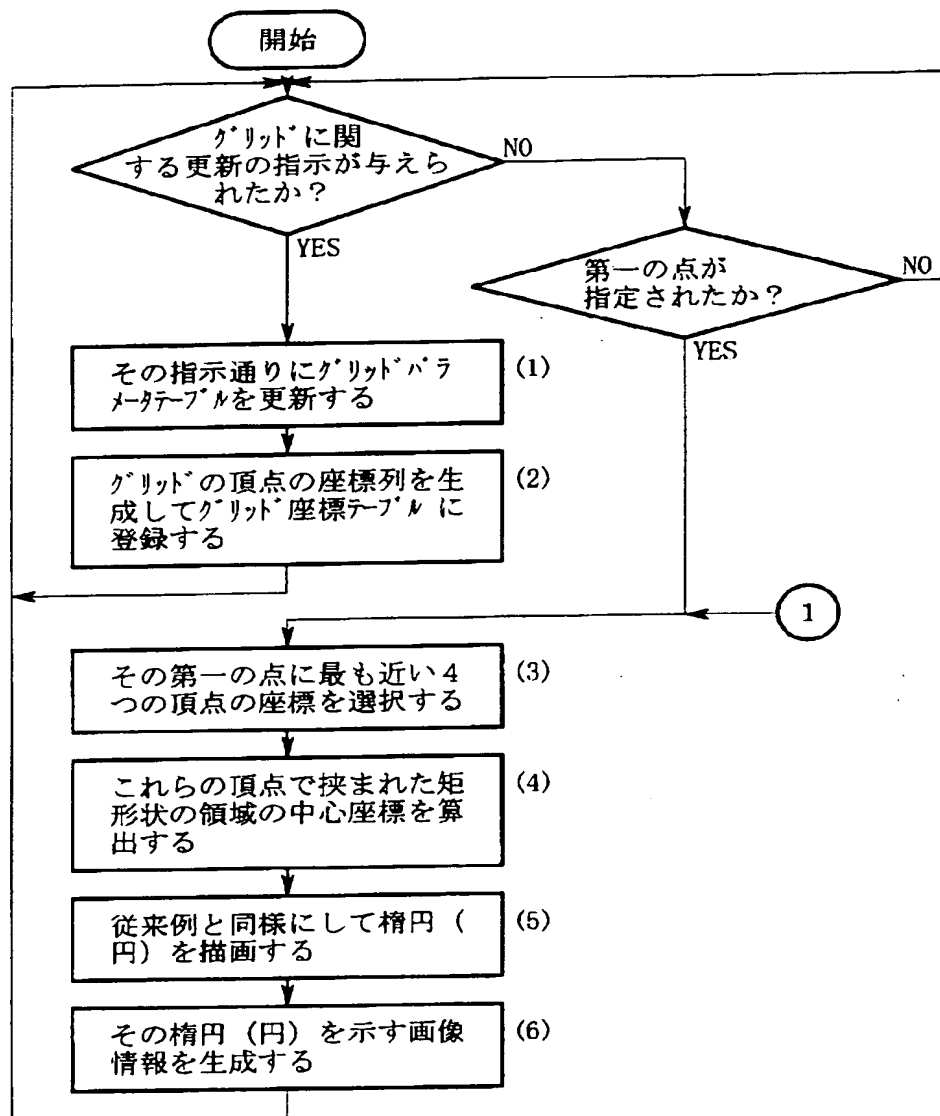 開始
グリッドに関
する更新の指示が与えら
れたか?
NO
YES
第一の点が
指定されたか?
NO
YES
その指示通りにグリッドパラ
メータテーブルを更新する
(1)
グリッドの頂点の座標列を生
成してグリッド座標テーブルに
登録する
(2)
1
その第一の点に最も近い4
つの頂点の座標を選択する
(3)
これらの頂点で挟まれた矩
形状の領域の中心座標を算
出する
(4)
従来例と同様にして楕円(
円)を描画する
(5)
その楕円(円)を示す画像
情報を生成する
(6)